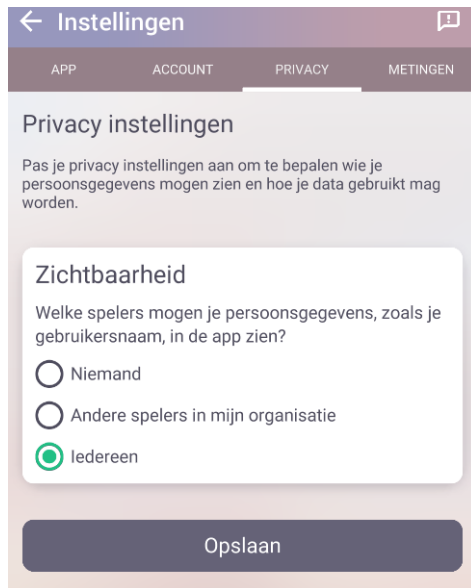 Instellingen
APP ACCOUNT PRIVACY METINGEN
Privacy instellingen
Pas je privacy instellingen aan om te bepalen wie je
persoonsgegevens mogen zien en hoe je data gebruikt mag
worden.
Zichtbaarheid
Welke spelers mogen je persoonsgegevens, zoals je
gebruikersnaam, in de app zien?
Niemand
Andere spelers in mijn organisatie
Iedereen
Opslaan